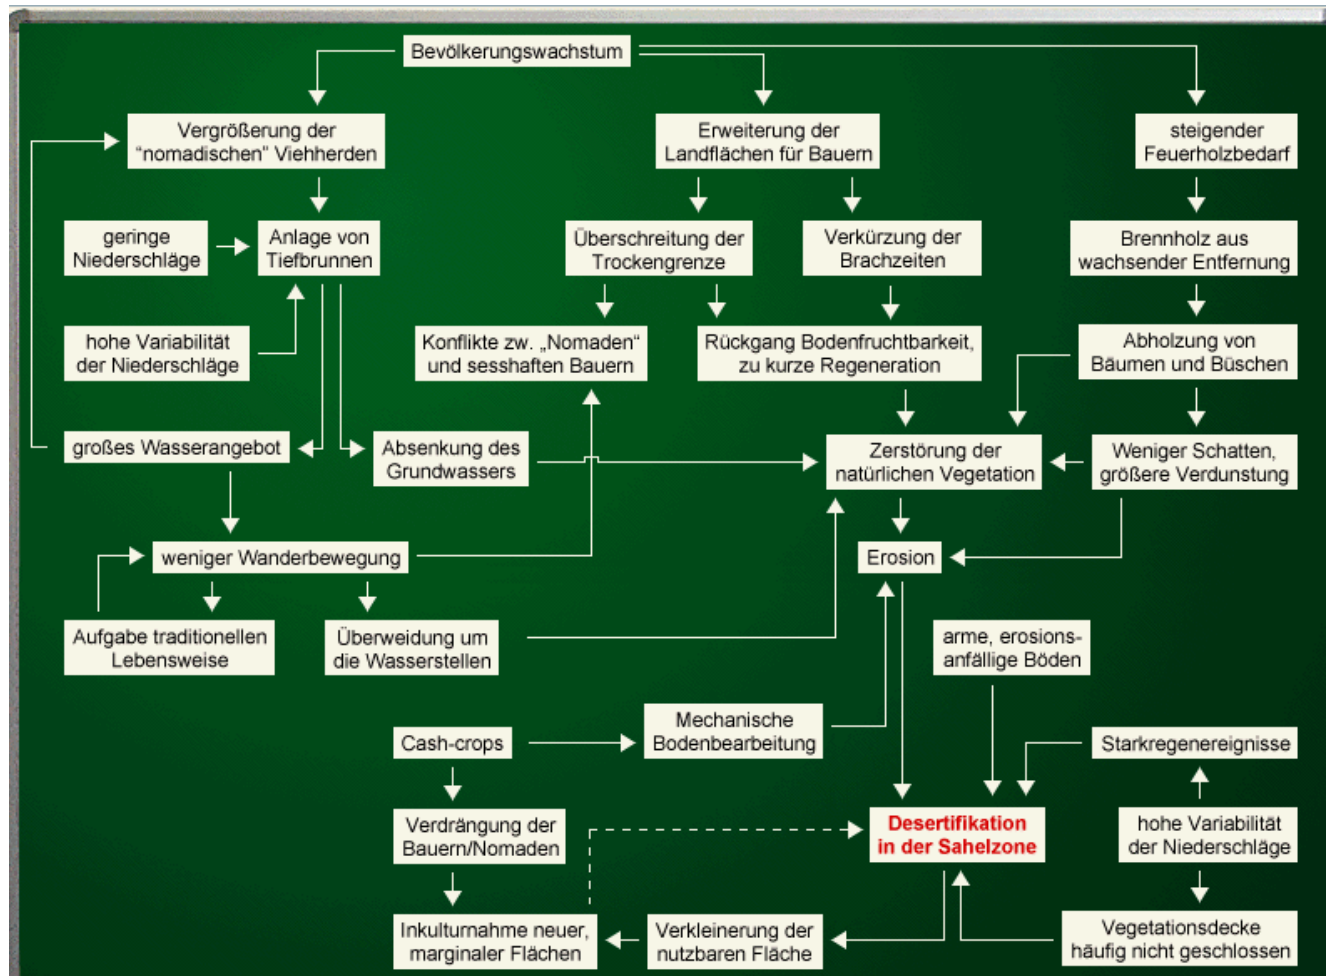 Bevölkerungswachstum
Vergrößerung der
"nomadischen" Viehherden
Erweiterung der
Landflächen für Bauern
steigender
Feuerholzbedarf
geringe
Niederschläge
Anlage von
Tiefbrunnen
Überschreitung der
Trockengrenze
Verkürzung der
Brachzeiten
Brennholz aus
wachsender Entfernung
hohe Variabilität
der Niederschläge
Konflikte zw. „Nomaden“
und sesshaften Bauern
Rückgang Bodenfruchtbarkeit,
zu kurze Regeneration
Abholzung von
Bäumen und Büschen
großes Wasserangebot
Absenkung des
Grundwassers
Zerstörung der
natürlichen Vegetation
Weniger Schatten,
größere Verdunstung
weniger Wanderbewegung
Erosion
Aufgabe traditionellen
Lebensweise
Überweidung um
die Wasserstellen
arme, erosions-
anfällige Böden
Cash-crops
Mechanische
Bodenbearbeitung
Starkregenereignisse
Verdrängung der
Bauern/Nomaden
Desertifikation
in der Sahelzone
hohe Variabilität
der Niederschläge
Inkulturnahme neuer,
marginaler Flächen
Verkleinerung der
nutzbaren Fläche
Vegetationsdecke
häufig nicht geschlossen